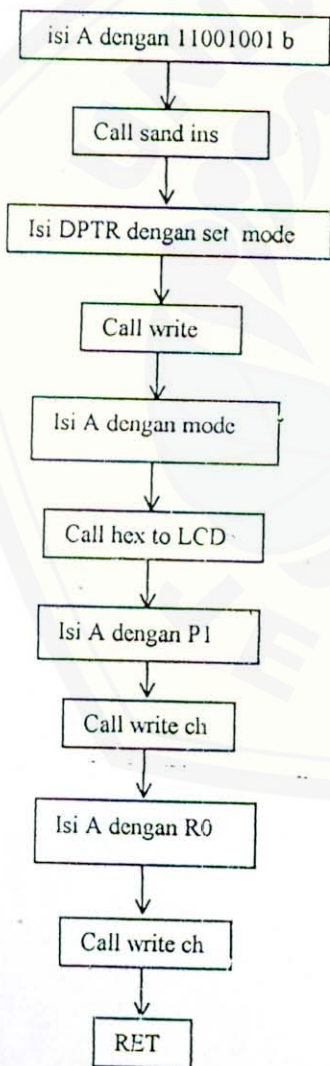 isi A dengan 11001001 b
Call sand ins
Isi DPTR dengan set mode
Call write
Isi A dengan mode
Call hex to LCD
Isi A dengan P1
Call write ch
Isi A dengan R0
Call write ch
RET